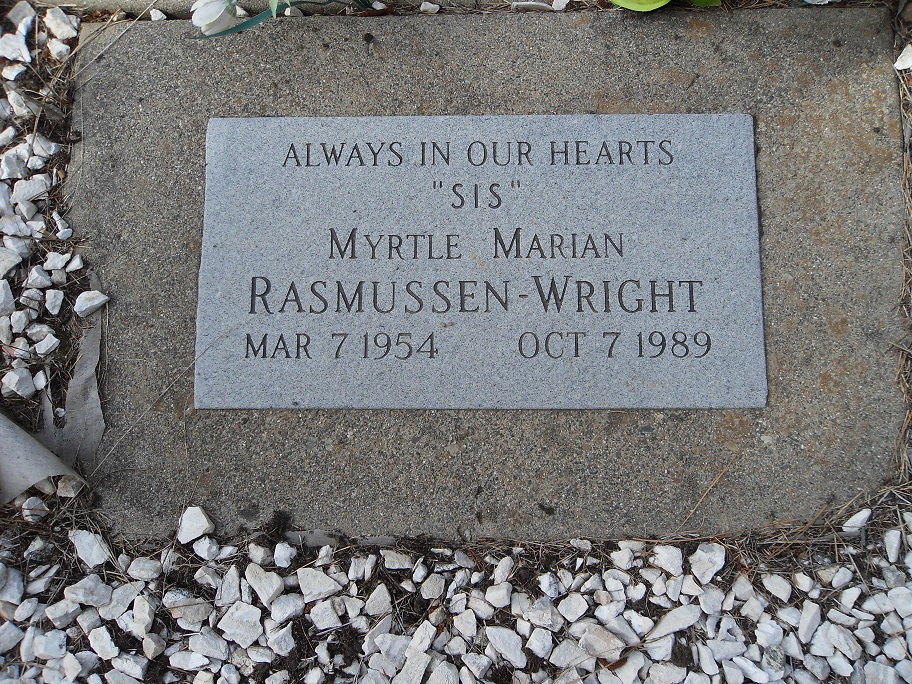 ALWAYS IN OUR HEARTS
"SIS"
MYRTLE MARIAN
RASMUSSEN-WRIGHT
MAR 7 1954 OCT 7 1989